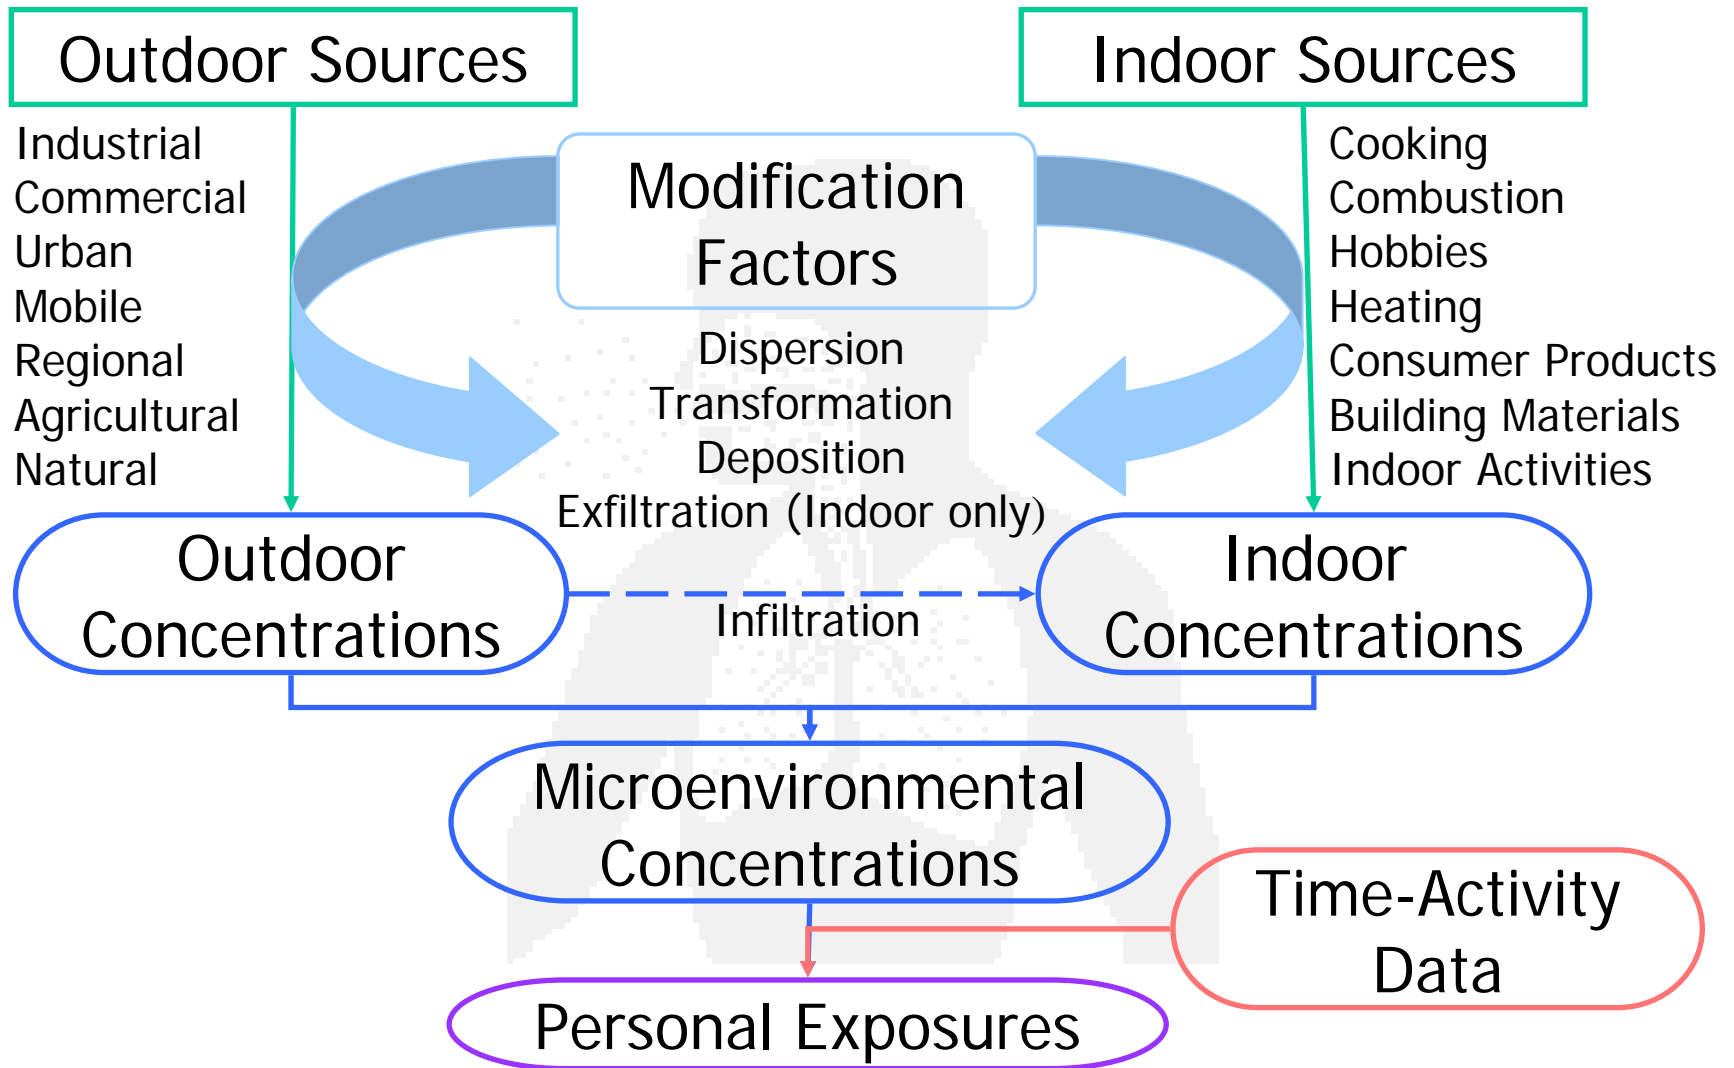 Outdoor Sources
Indoor Sources
Industrial
Commercial
Urban
Mobile
Regional
Agricultural
Natural
Modification
Factors
Dispersion
Transformation
Deposition
Exfiltration (Indoor only)
Cooking
Combustion
Hobbies
Heating
Consumer Products
Building Materials
Indoor Activities
Outdoor
Concentrations
Infiltration
Indoor
Concentrations
Microenvironmental
Concentrations
Time-Activity
Data
Personal Exposures